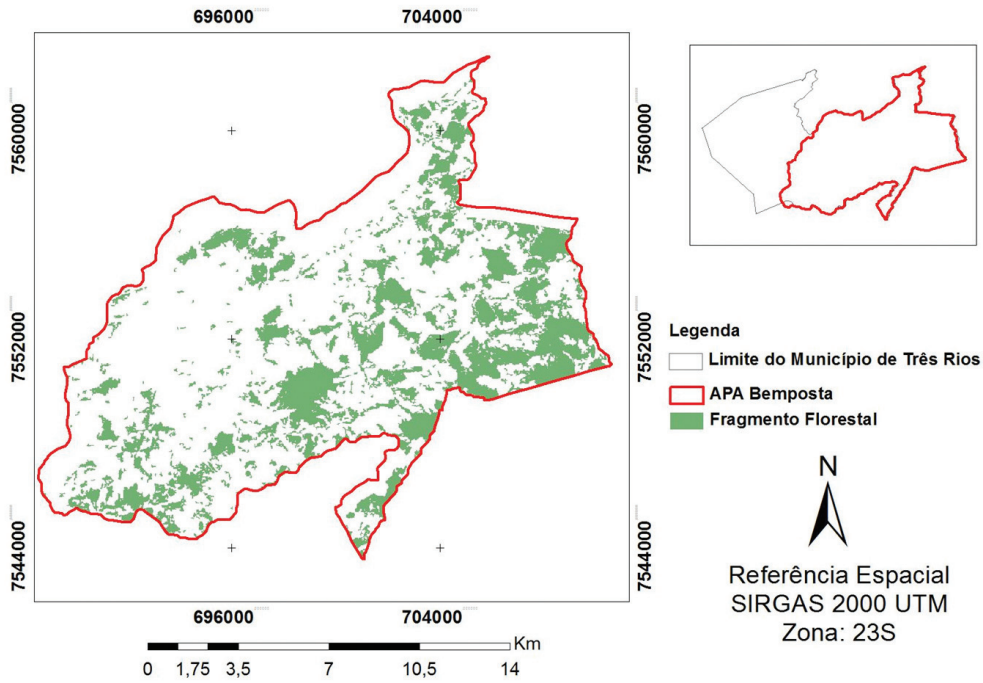 696000
704000
7560000
7560000
7552000
7552000
7544000
7544000
696000
704000
Km
0
1,75
3,5
7
10,5
14
Legenda
Limite do Município de Três Rios
APA Bemposta
Fragmento Florestal
N
Referência Espacial
SIRGAS 2000 UTM
Zona: 23S